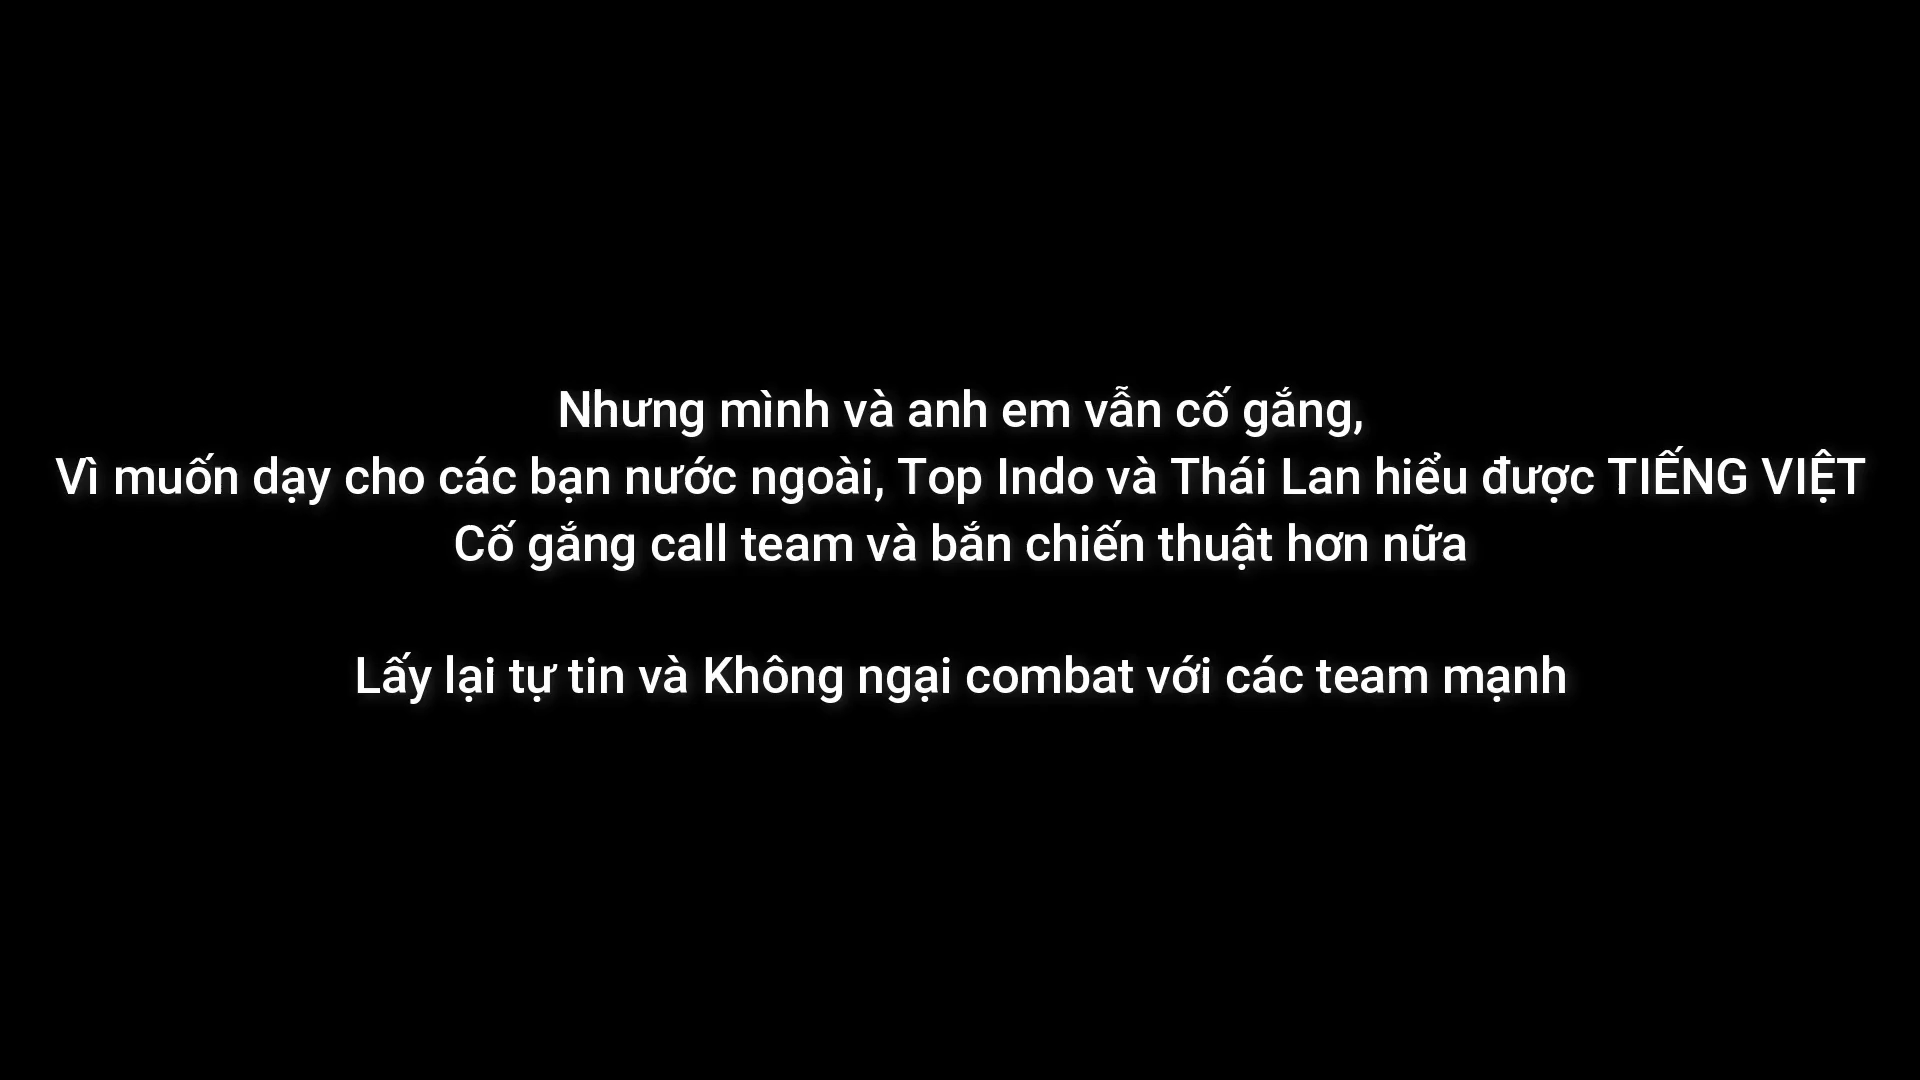 Nhưng mình và anh em vẫn cố gắng,
Vì muốn dạy cho các bạn nước ngoài, Top Indo và Thái Lan hiểu được TIẾNG VIỆT
Cố gắng call team và bắn chiến thuật hơn nữa
Lấy lại tự tin và Không ngại combat với các team mạnh